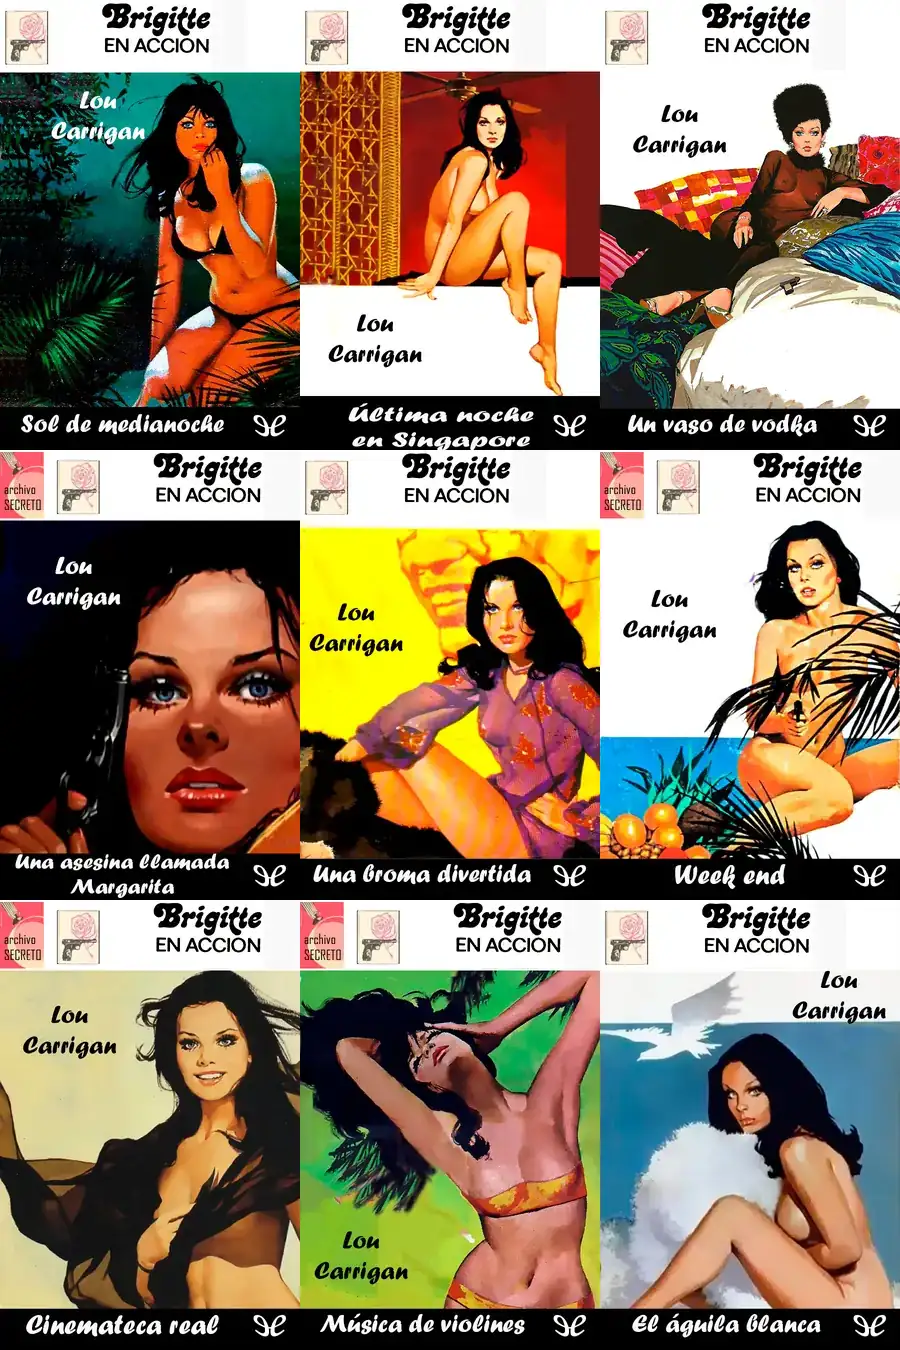 Brigitte
EN ACCION
Lou
Carrigan
Sol de medianoche
Brigitte
EN ACCION
Lou
Carrigan
Última noche
en Singapore
Brigitte
EN ACCION
Lou
Carrigan
Un vaso de vodka
archivo
SECRETO
Brigitte
EN ACCION
Lou
Carrigan
Una asesina llamada
Margarita
Brigitte
EN ACCION
Lou
Carrigan
Una broma divertida
archivo
SECRETO
Brigitte
EN ACCION
Lou
Carrigan
Week end
archivo
SECRETO
Brigitte
EN ACCION
Lou
Carrigan
Cinemateca real
archivo
SECRETO
Brigitte
EN ACCION
Lou
Carrigan
Música de violines
Brigitte
EN ACCION
Lou
Carrigan
El águila blanca